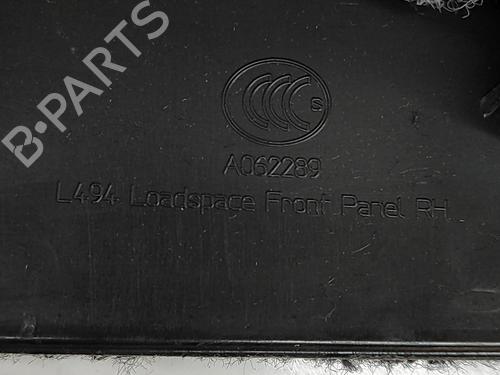 B-PARTS
CCC S
A062289
L494 Loadspace Front Panel RH